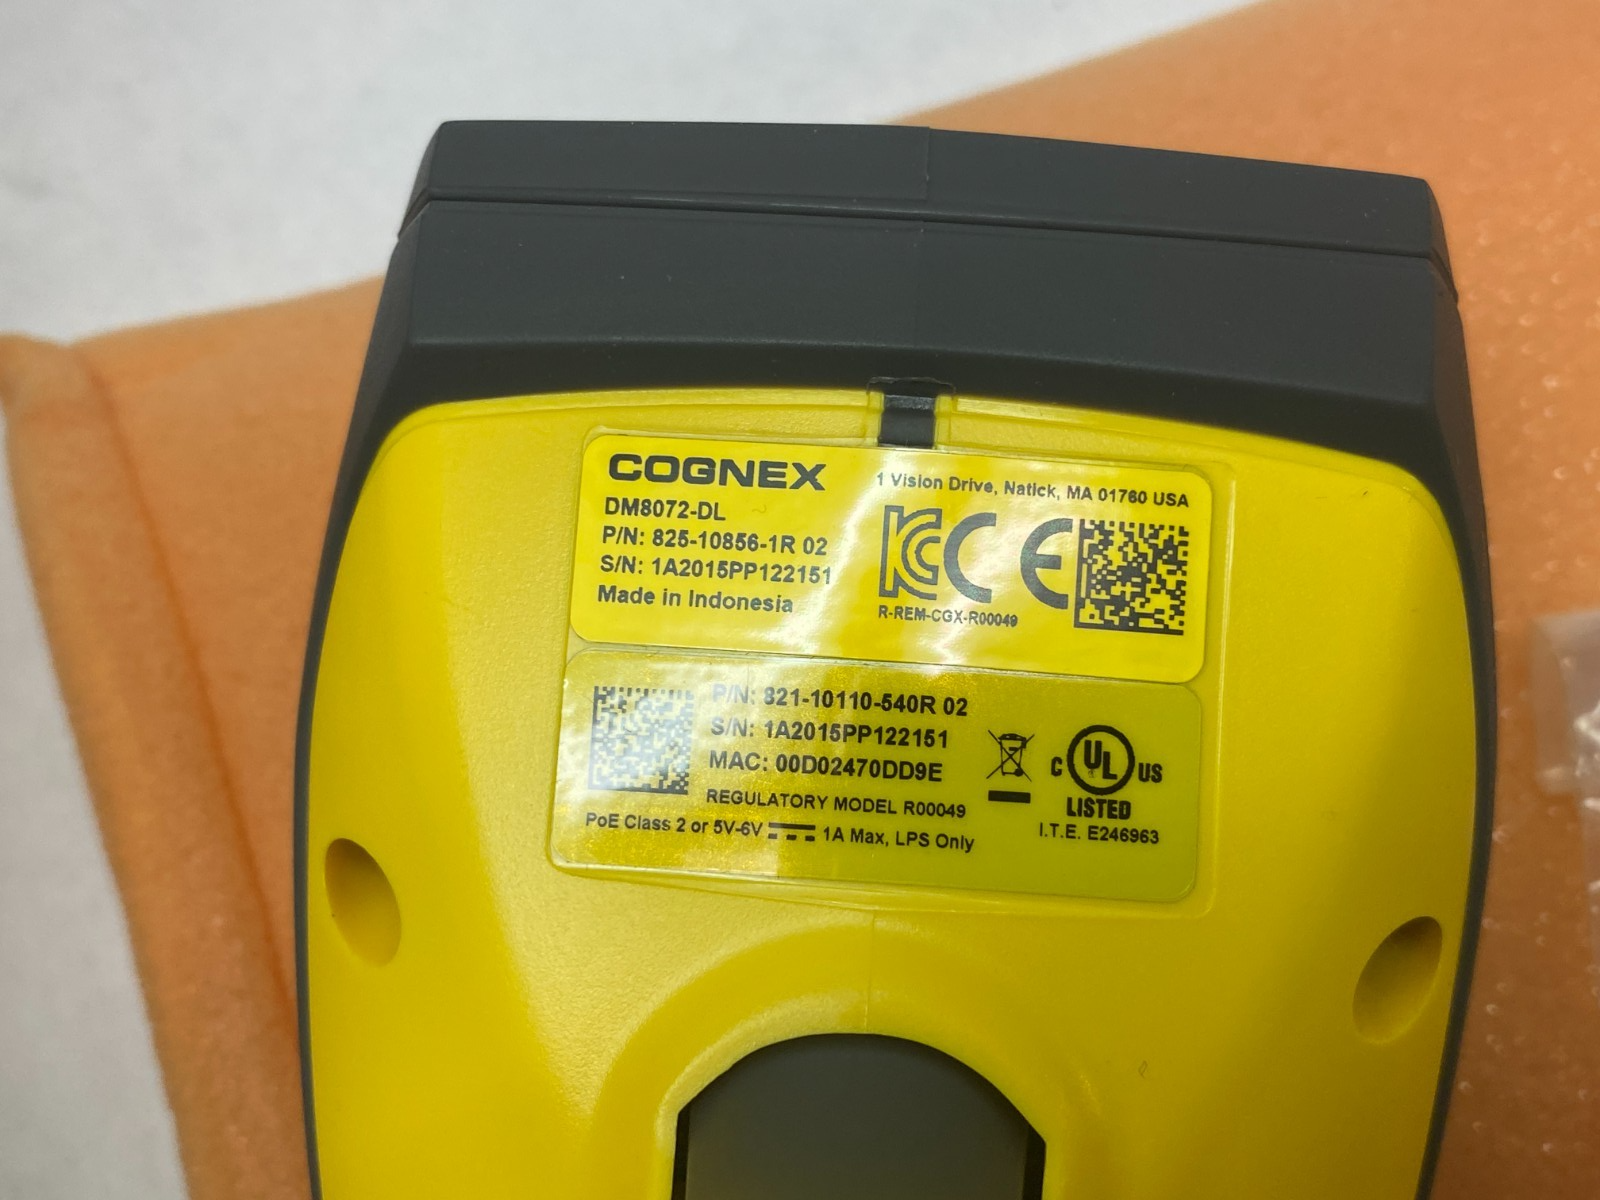 COGNEX
1 Vision Drive, Natick, MA 01760 USA
DM8072-DL
P/N: 825-10856-1R 02
S/N: 1A2015PP122151
Made in Indonesia
KC CE
R-REM-CGX-R00049
P/N: 821-10110-540R 02
S/N: 1A2015PP122151
MAC: 00D02470DD9E
REGULATORY MODEL R00049
PoE Class 2 or 5V-6V 1A Max, LPS Only
C UL US
LISTED
I.T.E. E246963